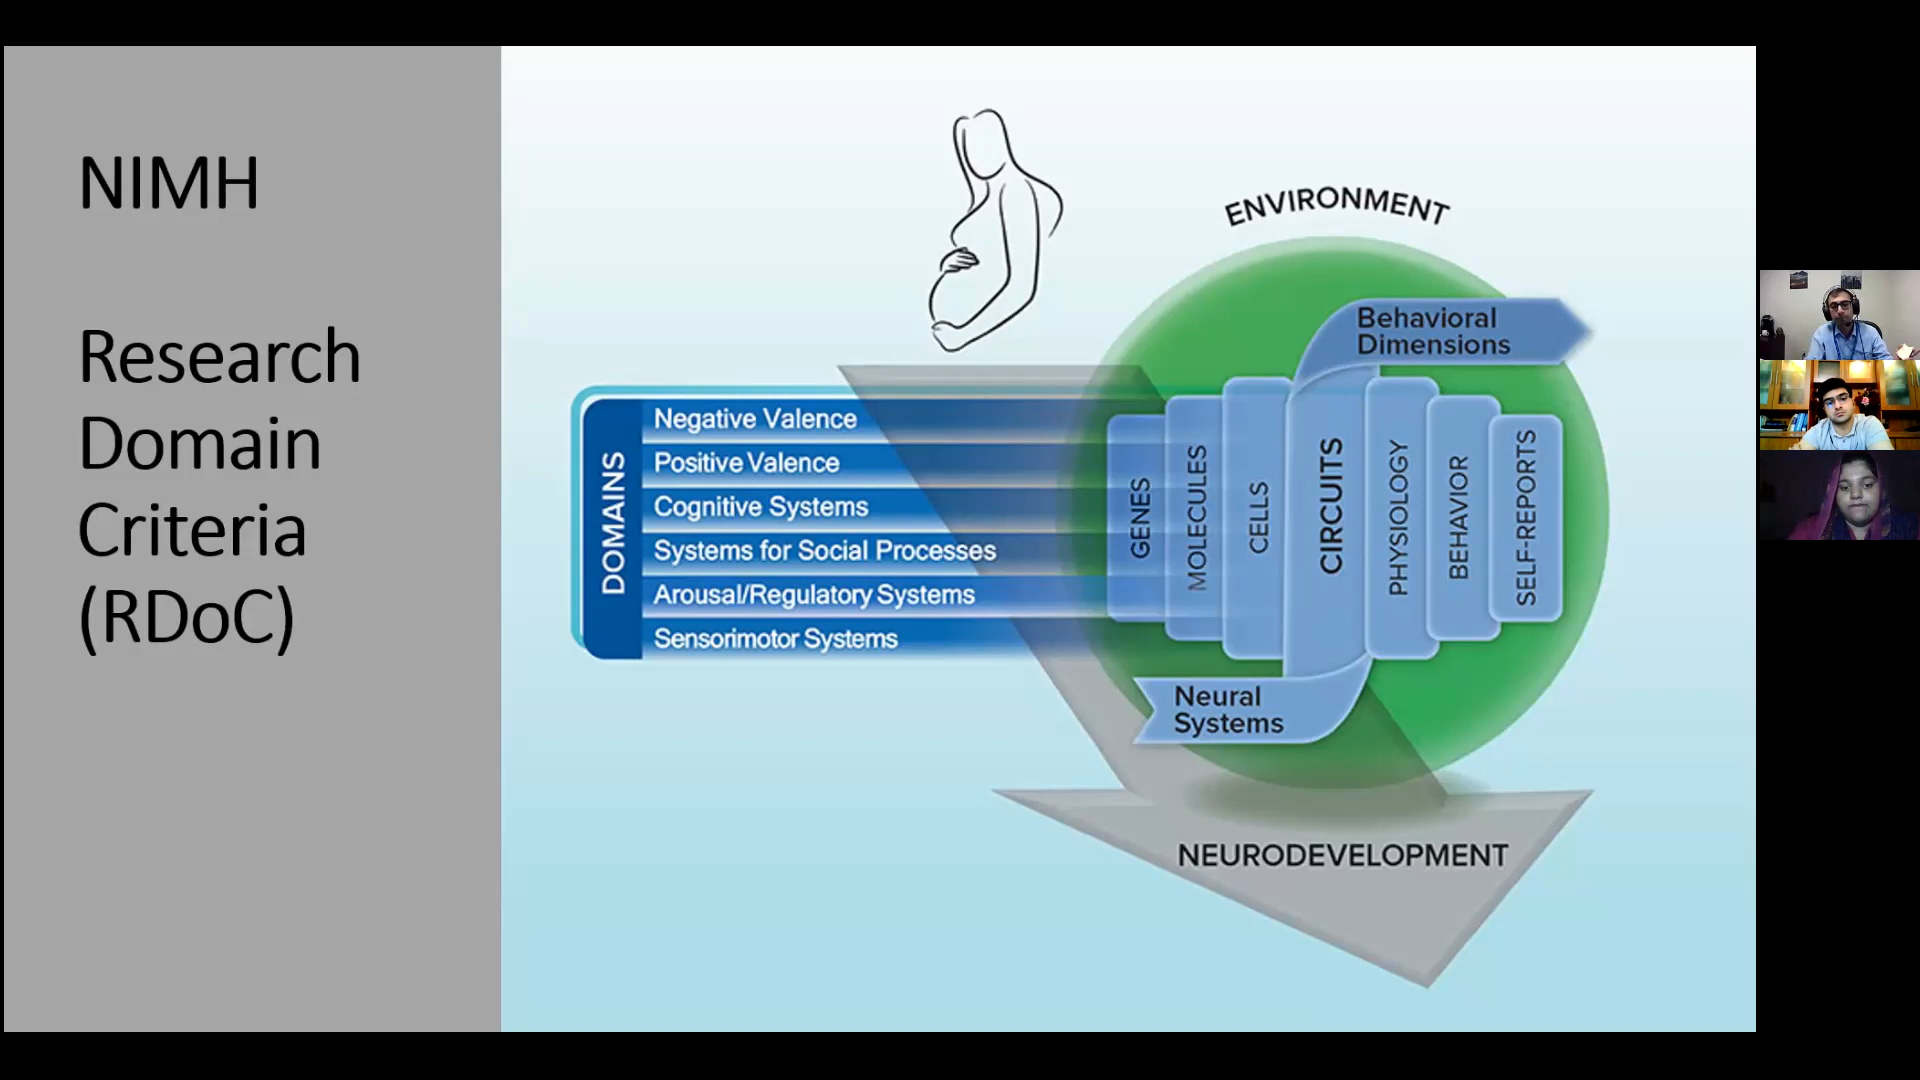 NIMH
Research
Domain
Criteria
(RDoC)
ENVIRONMENT
Behavioral
Dimensions
DOMAINS
Negative Valence
Positive Valence
Cognitive Systems
Systems for Social Processes
Arousal/Regulatory Systems
Sensorimotor Systems
GENES
MOLECULES
CELLS
CIRCUITS
PHYSIOLOGY
BEHAVIOR
SELF-REPORTS
Neural
Systems
NEURODEVELOPMENT